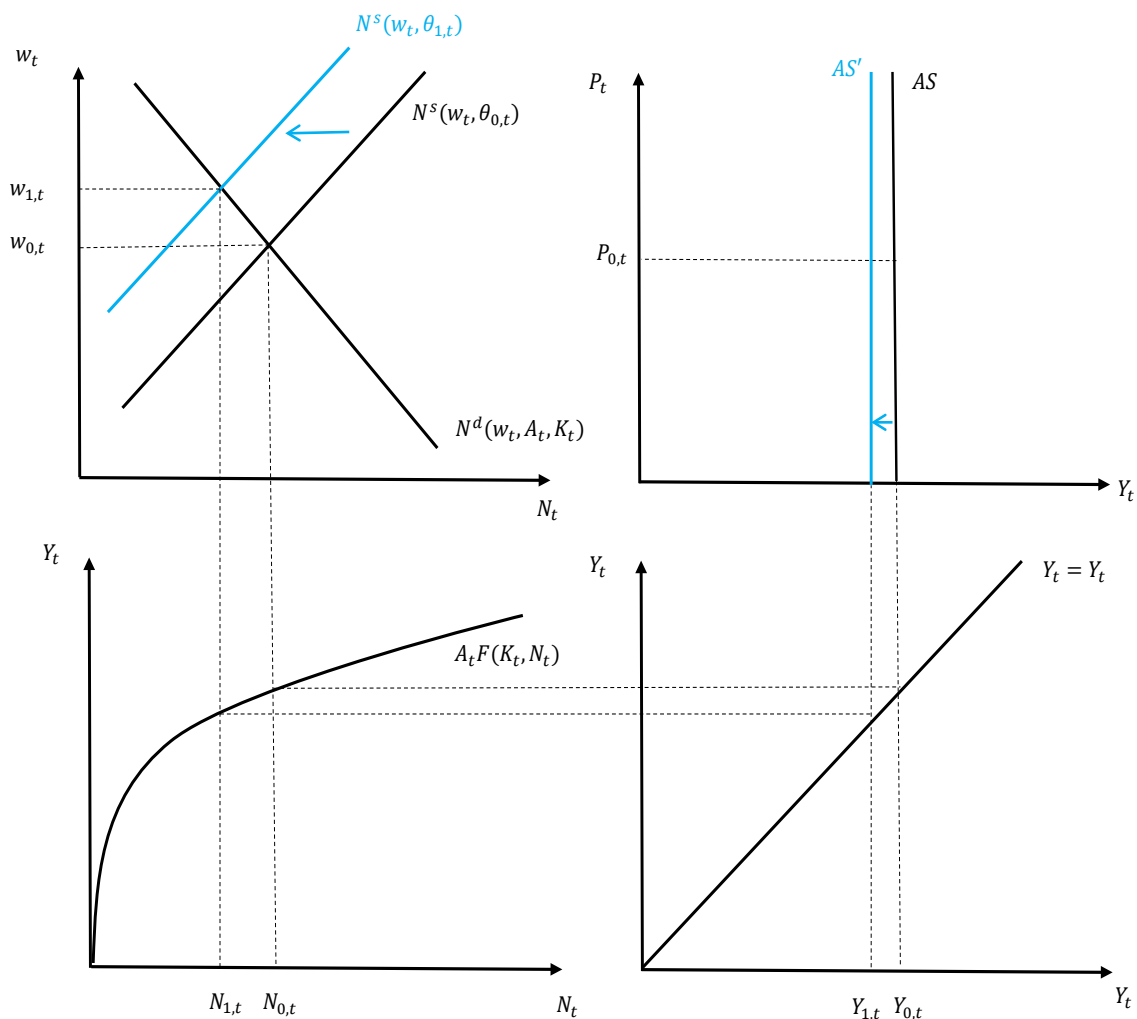 N^s(w_t, θ_{1,t})
w_t
N^s(w_t, θ_{0,t})
w_{1,t}
w_{0,t}
N^d(w_t, A_t, K_t)
N_t
AS'
AS
P_t
P_{0,t}
Y_t
Y_t
A_tF(K_t, N_t)
N_{1,t}
N_{0,t}
N_t
Y_t
Y_t = Y_t
Y_{1,t}
Y_{0,t}
Y_t